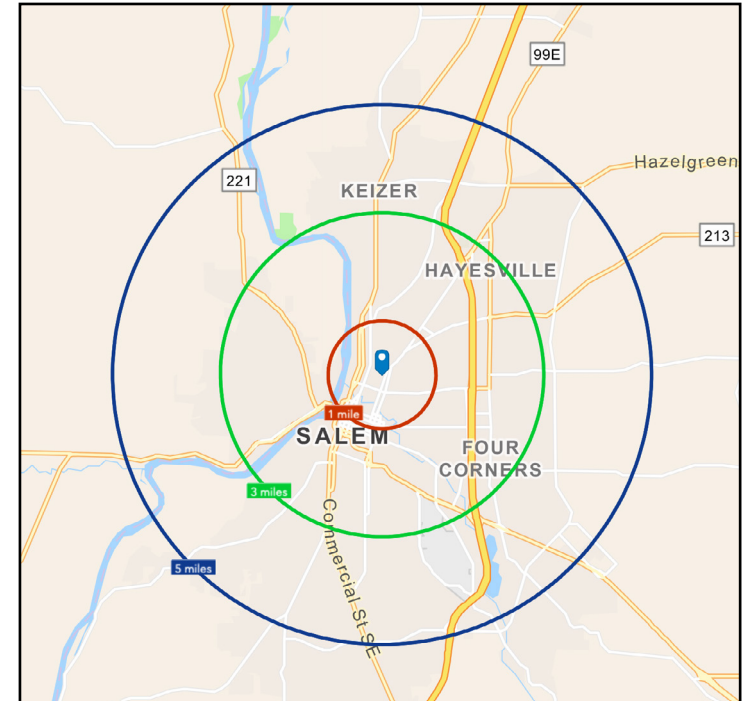 99E
Hazelgreen
221
KEIZER
213
HAYESVILLE
1 mile
SALEM
FOUR
CORNERS
3 miles
Commercial St SE
5 miles